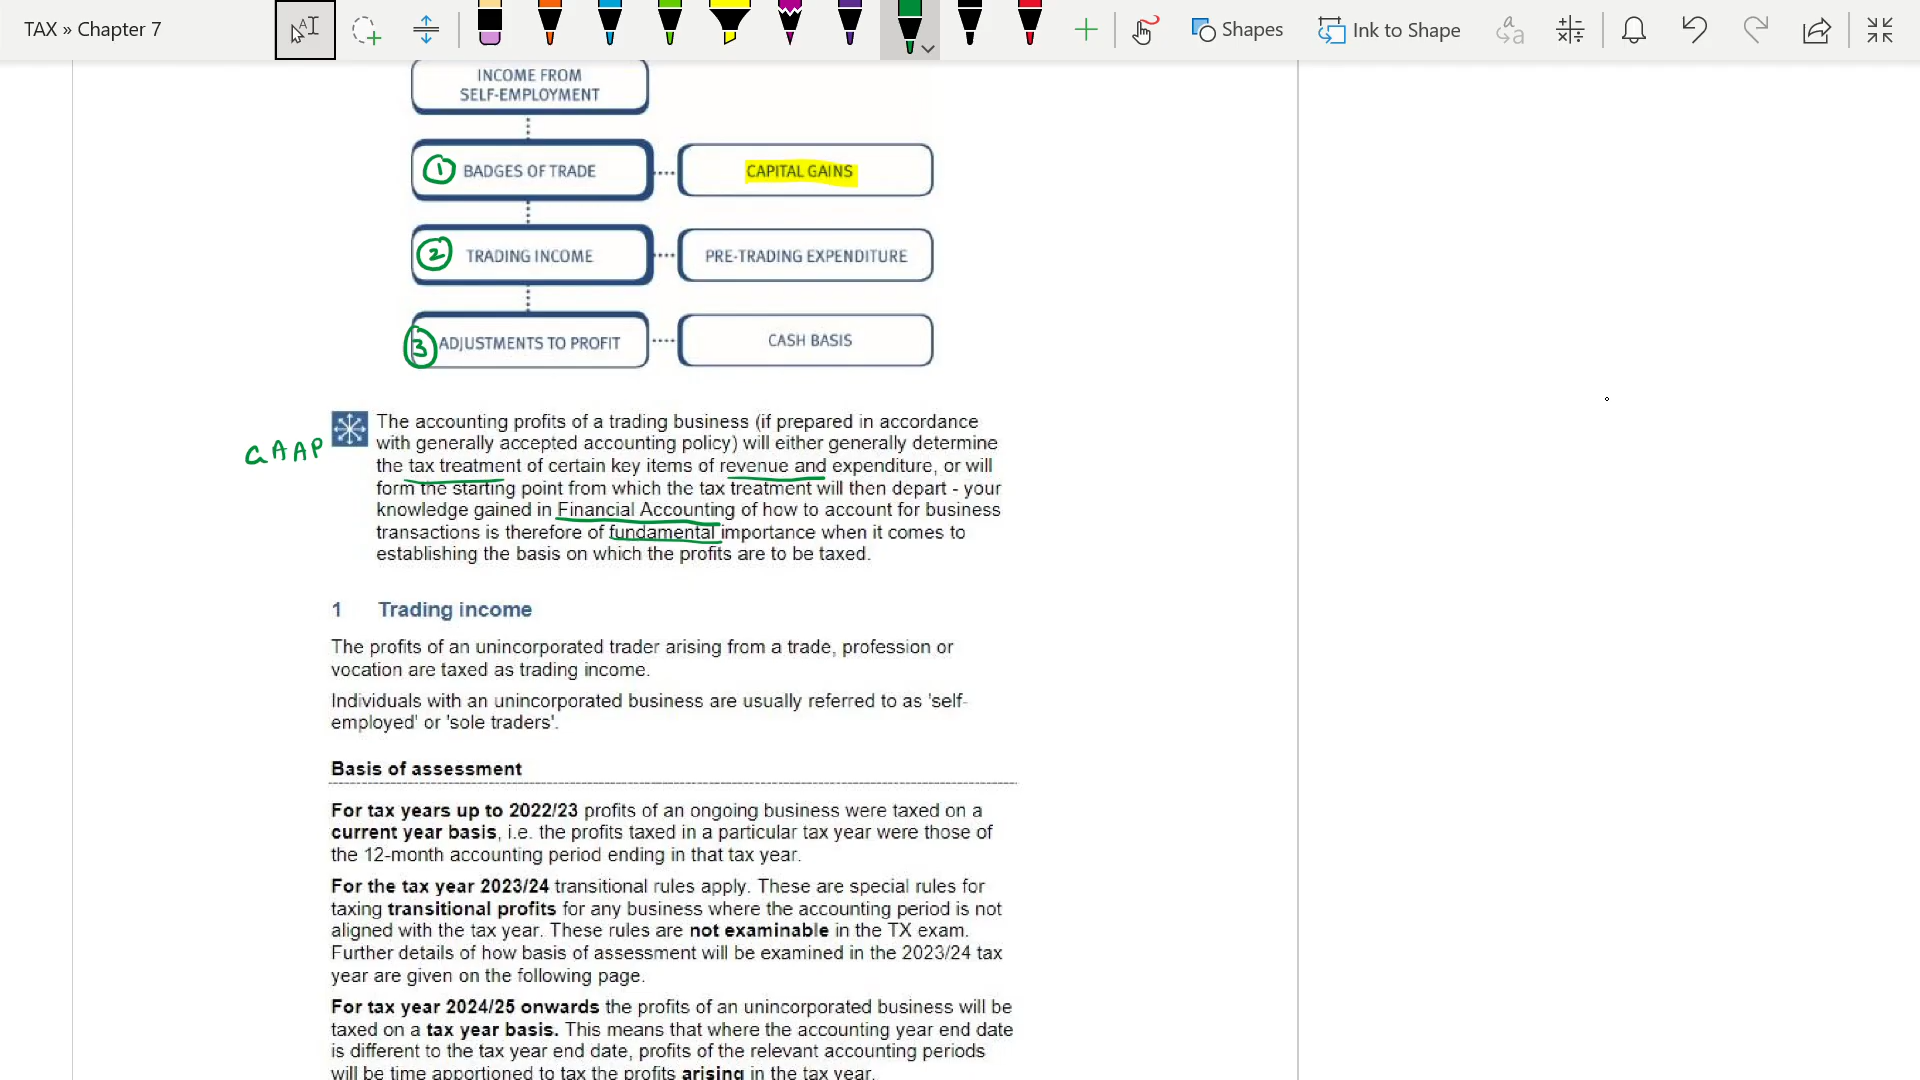 TAX » Chapter 7
Shapes
Ink to Shape
INCOME FROM
SELF-EMPLOYMENT
1 BADGES OF TRADE
CAPITAL GAINS
2 TRADING INCOME
PRE-TRADING EXPENDITURE
3 ADJUSTMENTS TO PROFIT
CASH BASIS
GAAP
The accounting profits of a trading business (if prepared in accordance
with generally accepted accounting policy) will either generally determine
the tax treatment of certain key items of revenue and expenditure, or will
form the starting point from which the tax treatment will then depart - your
knowledge gained in Financial Accounting of how to account for business
transactions is therefore of fundamental importance when it comes to
establishing the basis on which the profits are to be taxed.
1 Trading income
The profits of an unincorporated trader arising from a trade, profession or
vocation are taxed as trading income.
Individuals with an unincorporated business are usually referred to as 'self-
employed' or 'sole traders'.
Basis of assessment
For tax years up to 2022/23 profits of an ongoing business were taxed on a
current year basis, i.e. the profits taxed in a particular tax year were those of
the 12-month accounting period ending in that tax year.
For the tax year 2023/24 transitional rules apply. These are special rules for
taxing transitional profits for any business where the accounting period is not
aligned with the tax year. These rules are not examinable in the TX exam.
Further details of how basis of assessment will be examined in the 2023/24 tax
year are given on the following page.
For tax year 2024/25 onwards the profits of an unincorporated business will be
taxed on a tax year basis. This means that where the accounting year end date
is different to the tax year end date, profits of the relevant accounting periods
will be time apportioned to tax the profits arising in the tax year.